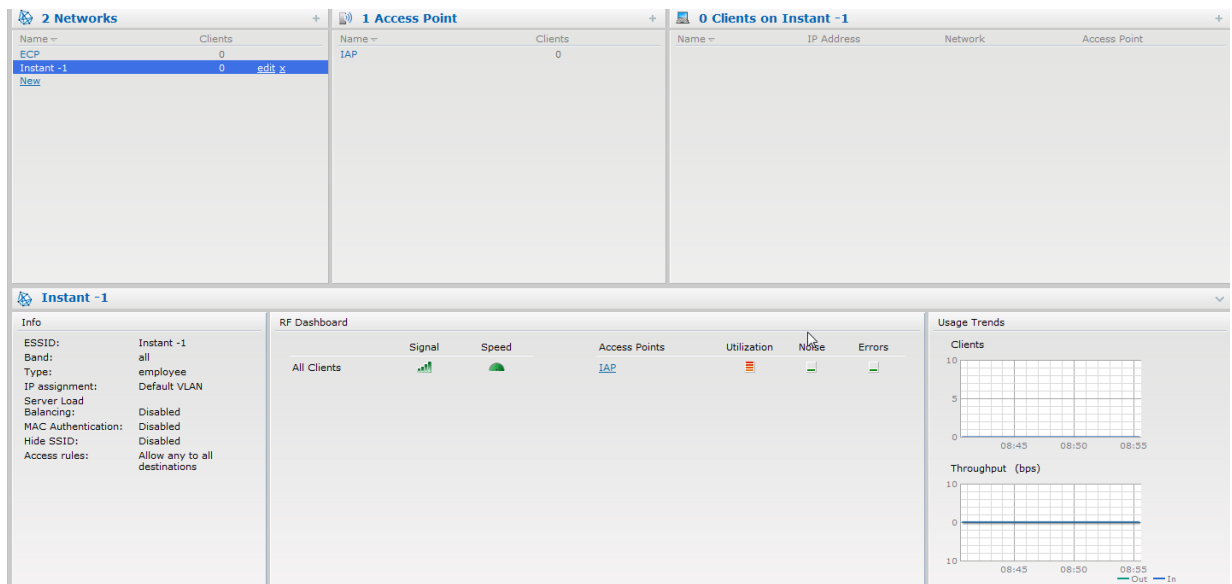 2 Networks +
Name Clients
ECP 0
Instant -1 0 edit x
New
1 Access Point +
Name Clients
IAP 0
0 Clients on Instant -1 +
Name IP Address Network Access Point
Instant -1
Info
ESSID: Instant -1
Band: all
Type: employee
IP assignment: Default VLAN
Server Load
Balancing: Disabled
MAC Authentication: Disabled
Hide SSID: Disabled
Access rules: Allow any to all
destinations
RF Dashboard
Signal Speed Access Points Utilization Noise Errors
All Clients IAP
Usage Trends
Clients
10
5
0
08:45 08:50 08:55
Throughput (bps)
10
0
10
08:45 08:50 08:55
Out In